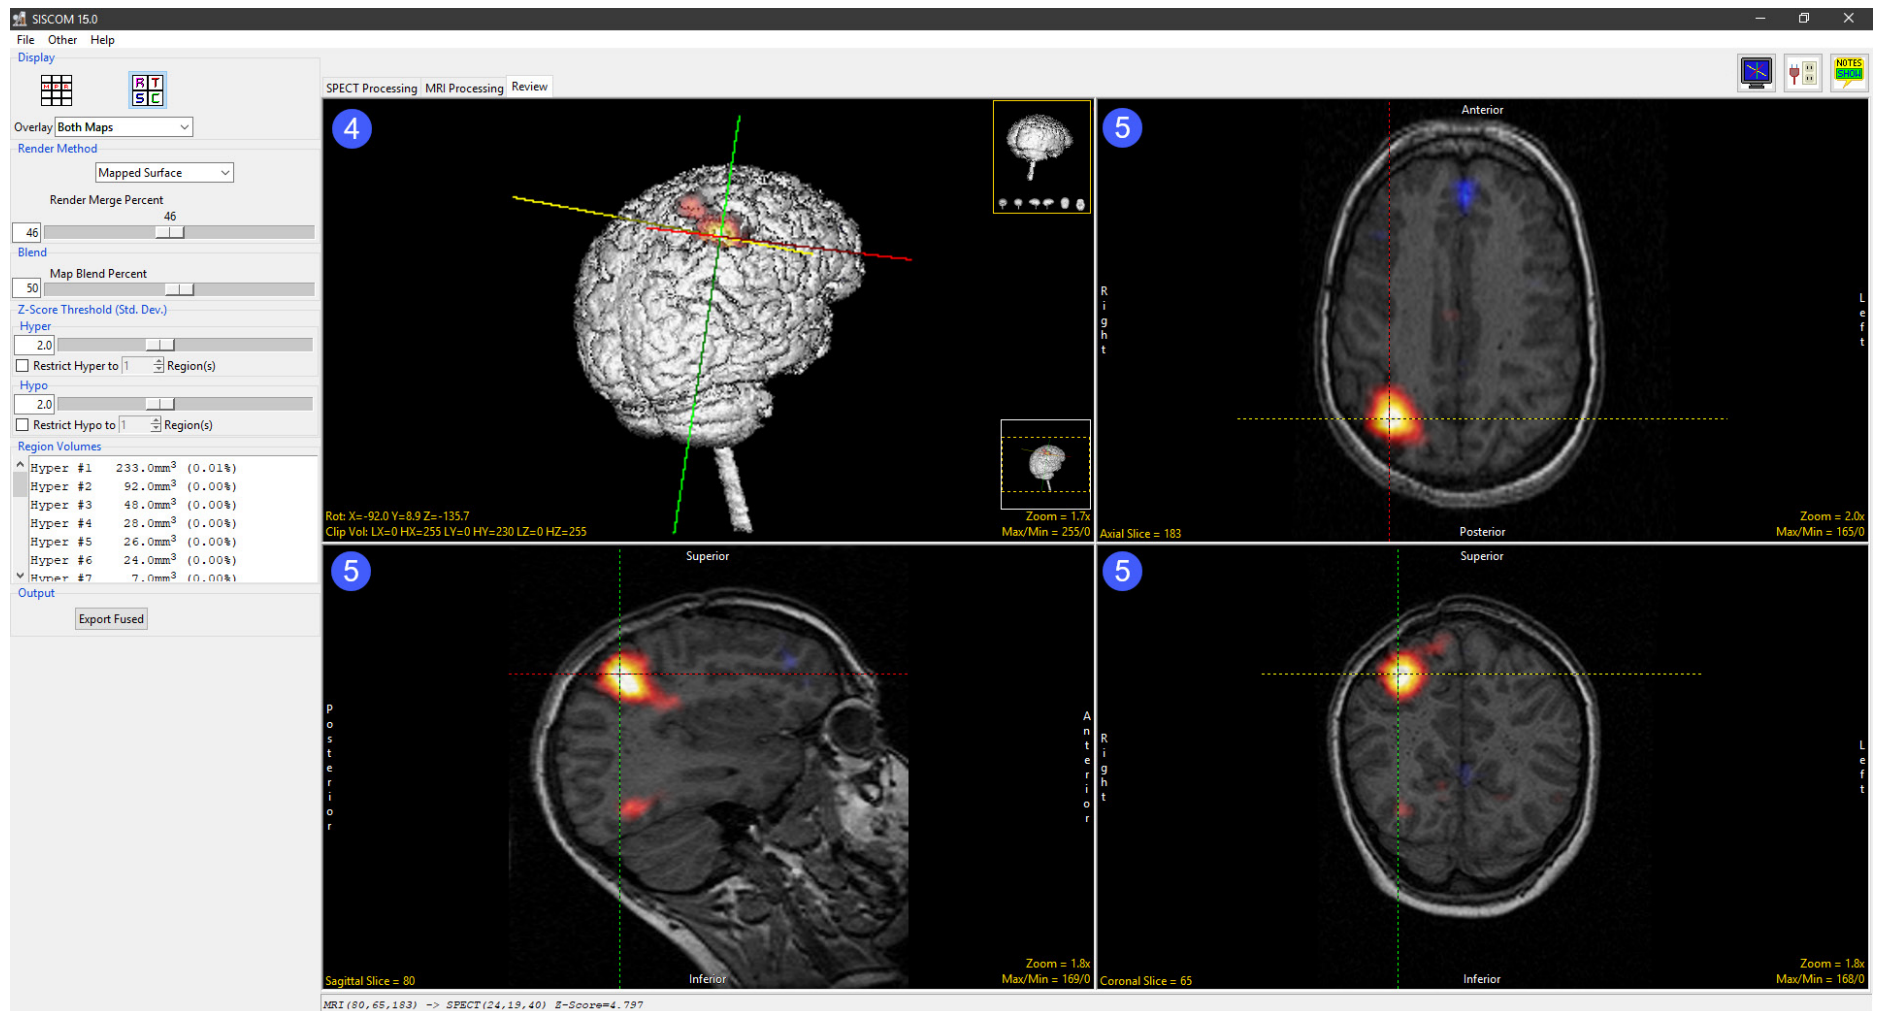 SISCOM 15.0
File Other Help
Display
M P R
R T
S C
Overlay Both Maps
Render Method
Mapped Surface
Render Merge Percent
46
46
Blend
Map Blend Percent
50
Z-Score Threshold (Std. Dev.)
Hyper
2.0
Restrict Hyper to 1 Region(s)
Hypo
2.0
Restrict Hypo to 1 Region(s)
Region Volumes
Hyper #1 233.0mm³ (0.01%)
Hyper #2 92.0mm³ (0.00%)
Hyper #3 48.0mm³ (0.00%)
Hyper #4 28.0mm³ (0.00%)
Hyper #5 26.0mm³ (0.00%)
Hyper #6 24.0mm³ (0.00%)
Hyper #7 7.0mm³ (0.00%)
Output
Export Fused
SPECT Processing MRI Processing Review
NOTES
SHOW
4
Rot: X=-92.0 Y=8.9 Z=-135.7
Clip Vol: LX=0 HX=255 LY=0 HY=230 LZ=0 HZ=255
Zoom = 1.7x
Max/Min = 255/0
5
Anterior
Right
Left
Axial Slice = 183
Posterior
Zoom = 2.0x
Max/Min = 165/0
5
Superior
posterior
Anterior
Sagittal Slice = 80
Inferior
Zoom = 1.8x
Max/Min = 169/0
5
Superior
Right
Left
Coronal Slice = 65
Inferior
Zoom = 1.8x
Max/Min = 168/0
MRI(80,65,183) -> SPECT(24,19,40) Z-Score=4.797